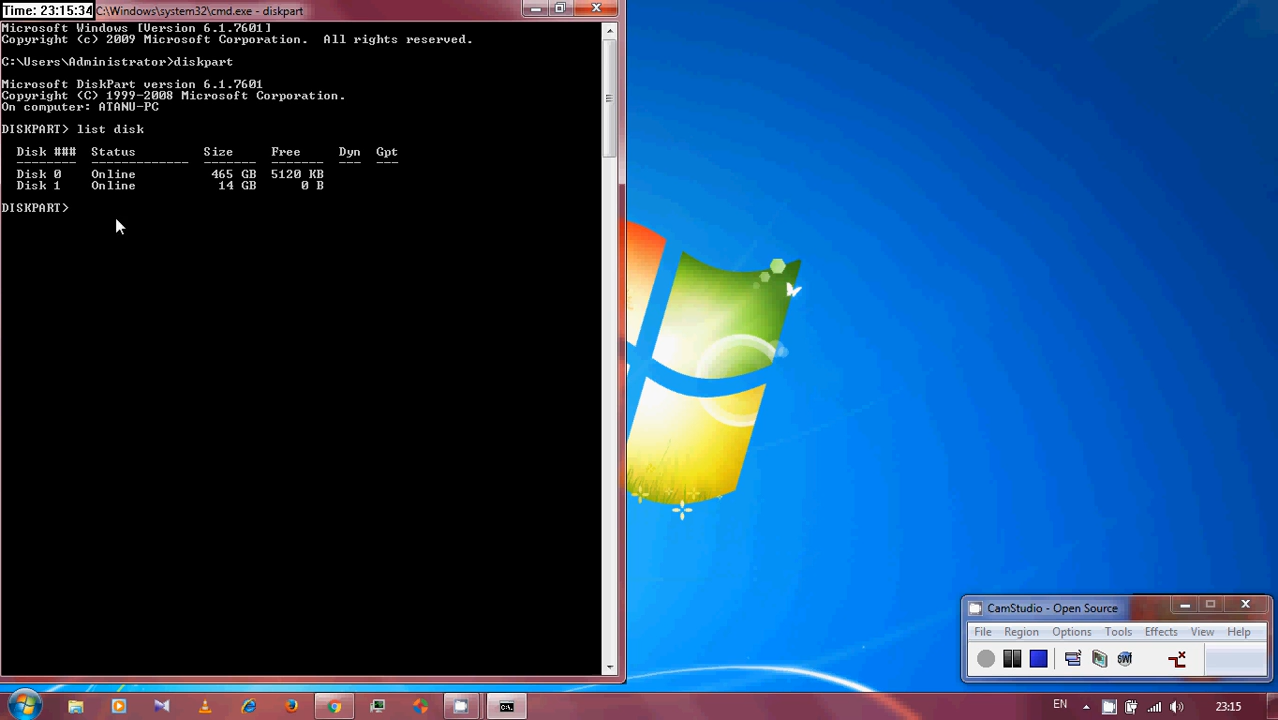 Time: 23:15:34 C:\Windows\system32\cmd.exe - diskpart
Microsoft Windows [Version 6.1.7601]
Copyright (c) 2009 Microsoft Corporation.  All rights reserved.
C:\Users\Administrator>diskpart
Microsoft DiskPart version 6.1.7601
Copyright (C) 1999-2008 Microsoft Corporation.
On computer: ATANU-PC
DISKPART> list disk
Disk ###  Status  Size  Free  Dyn  Gpt
--------  -------------  -------  -------  ---  ---
Disk 0  Online  465 GB  5120 KB
Disk 1  Online  14 GB  0 B
DISKPART>
CamStudio - Open Source
File Region Options Tools Effects View Help
SWF
EN 23:15